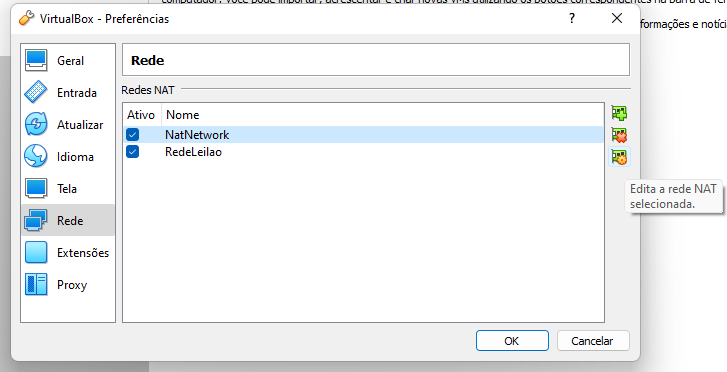 computador. Você pode importar, acrescentar e criar novas VMs utilizando os botões correspondentes na barra de fer
VirtualBox - Preferências
?
formações e notíci
Geral
Entrada
Atualizar
Idioma
Tela
Rede
Extensões
Proxy
Rede
Redes NAT
Ativo Nome
NatNetwork
RedeLeilao
Edita a rede NAT
selecionada.
OK Cancelar